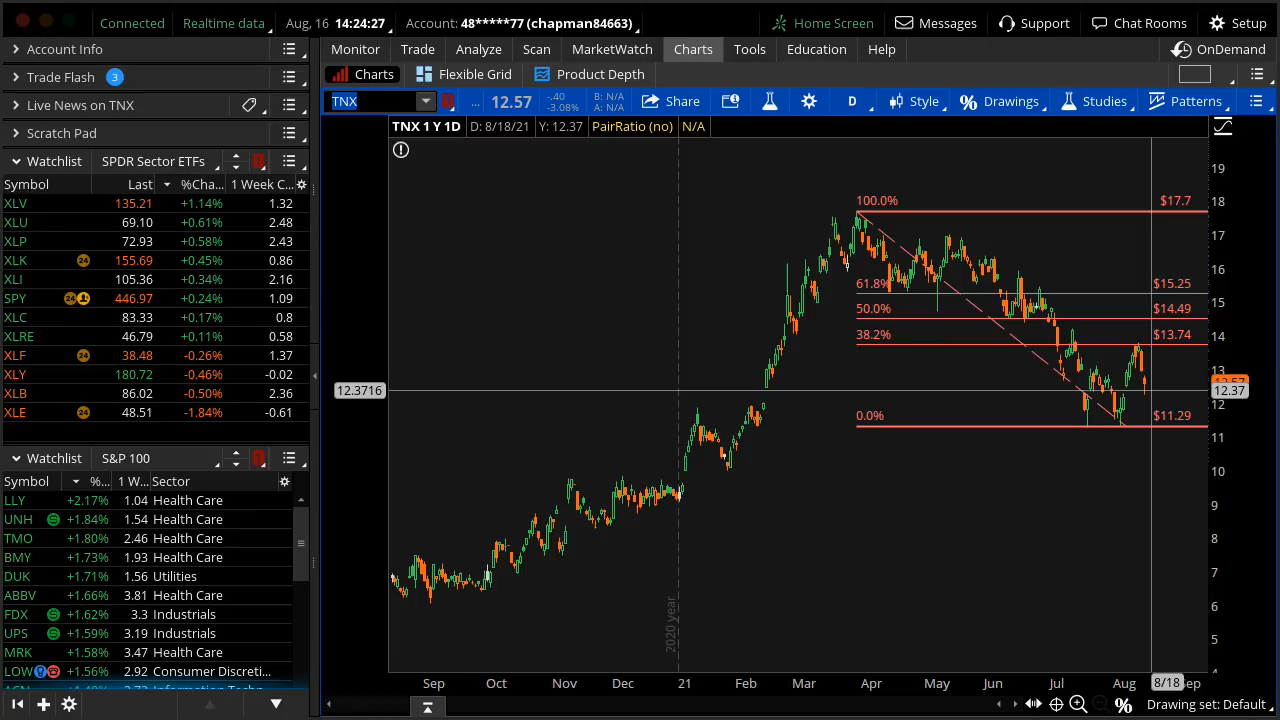 Connected Realtime data Aug, 16 14:24:27 Account: 48*****77 (chapman84663) Home Screen Messages Support Chat Rooms Setup
Account Info
Trade Flash 3
Live News on TNX
Scratch Pad
Monitor Trade Analyze Scan MarketWatch Charts Tools Education Help OnDemand
Charts Flexible Grid Product Depth
TNX ... 12.57 -.40 -3.08% B: N/A A: N/A Share D Style Drawings Studies Patterns
TNX 1 Y 1D D: 8/18/21 Y: 12.37 PairRatio (no) N/A
Watchlist SPDR Sector ETFs 1
Symbol Last %Cha... 1 Week C...
XLV 135.21 +1.14% 1.32
XLU 69.10 +0.61% 2.48
XLP 72.93 +0.58% 2.43
XLK 24 155.69 +0.45% 0.86
XLI 105.36 +0.34% 2.16
SPY 24 446.97 +0.24% 1.09
XLC 83.33 +0.17% 0.8
XLRE 46.79 +0.11% 0.58
XLF 24 38.48 -0.26% 1.37
XLY 180.72 -0.46% -0.02
XLB 86.02 -0.50% 2.36
XLE 24 48.51 -1.84% -0.61
Watchlist S&P 100 1
Symbol %... 1 W... Sector
LLY +2.17% 1.04 Health Care
UNH S +1.84% 1.54 Health Care
TMO +1.80% 2.46 Health Care
BMY +1.73% 1.93 Health Care
DUK +1.71% 1.56 Utilities
ABBV +1.66% 3.81 Health Care
FDX S +1.62% 3.3 Industrials
UPS S +1.59% 3.19 Industrials
MRK +1.58% 3.47 Health Care
LOW +1.56% 2.92 Consumer Discreti...
100.0% $17.7
61.8% $15.25
50.0% $14.49
38.2% $13.74
0.0% $11.29
12.3716
12.37
19
18
17
16
15
14
13
12
11
10
9
8
7
6
5
4
2020 year
Sep Oct Nov Dec 21 Feb Mar Apr May Jun Jul Aug 8/18 ep
Drawing set: Default